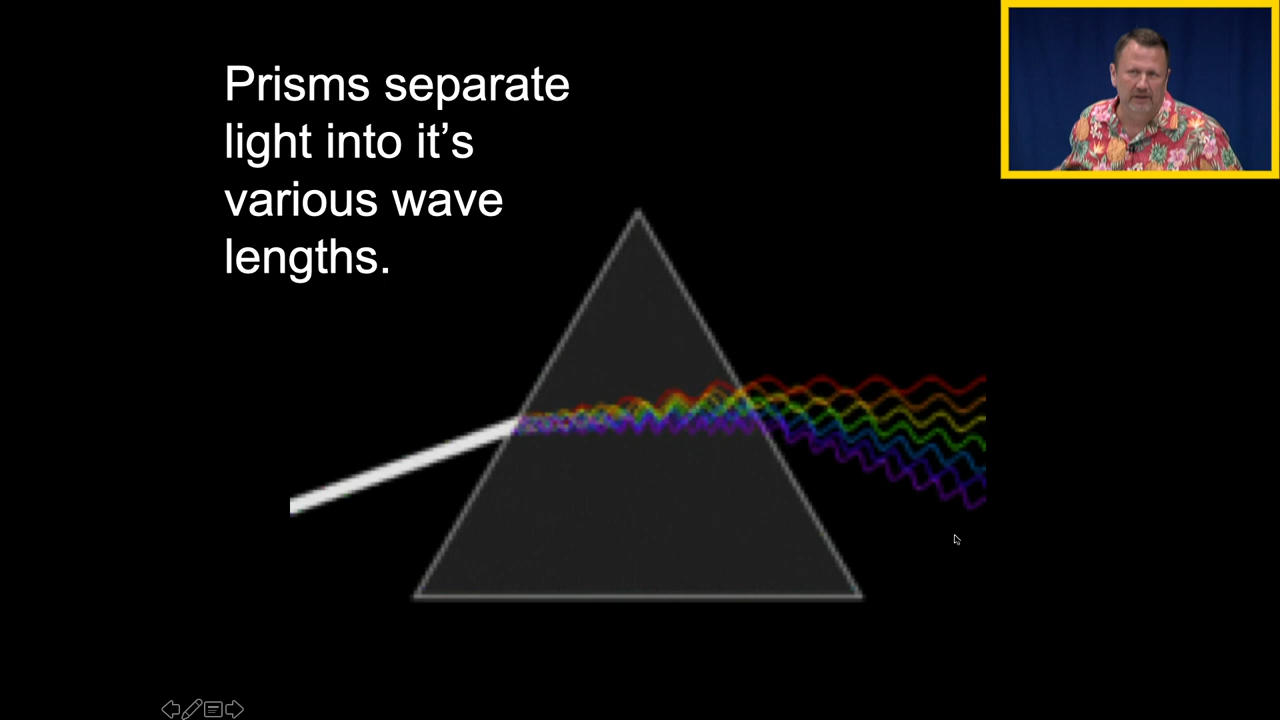 Prisms separate
light into it’s
various wave
lengths.